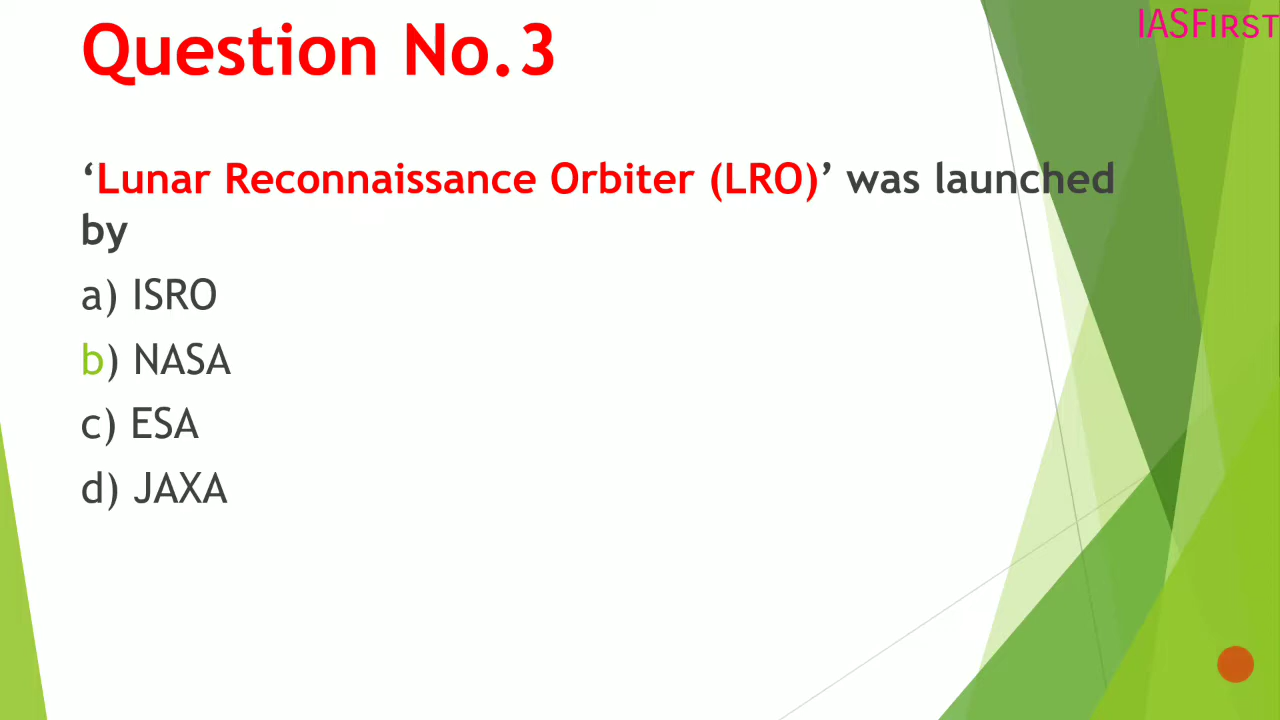 IASFIRST
Question No.3
‘Lunar Reconnaissance Orbiter (LRO)’ was launched
by
a) ISRO
b) NASA
c) ESA
d) JAXA